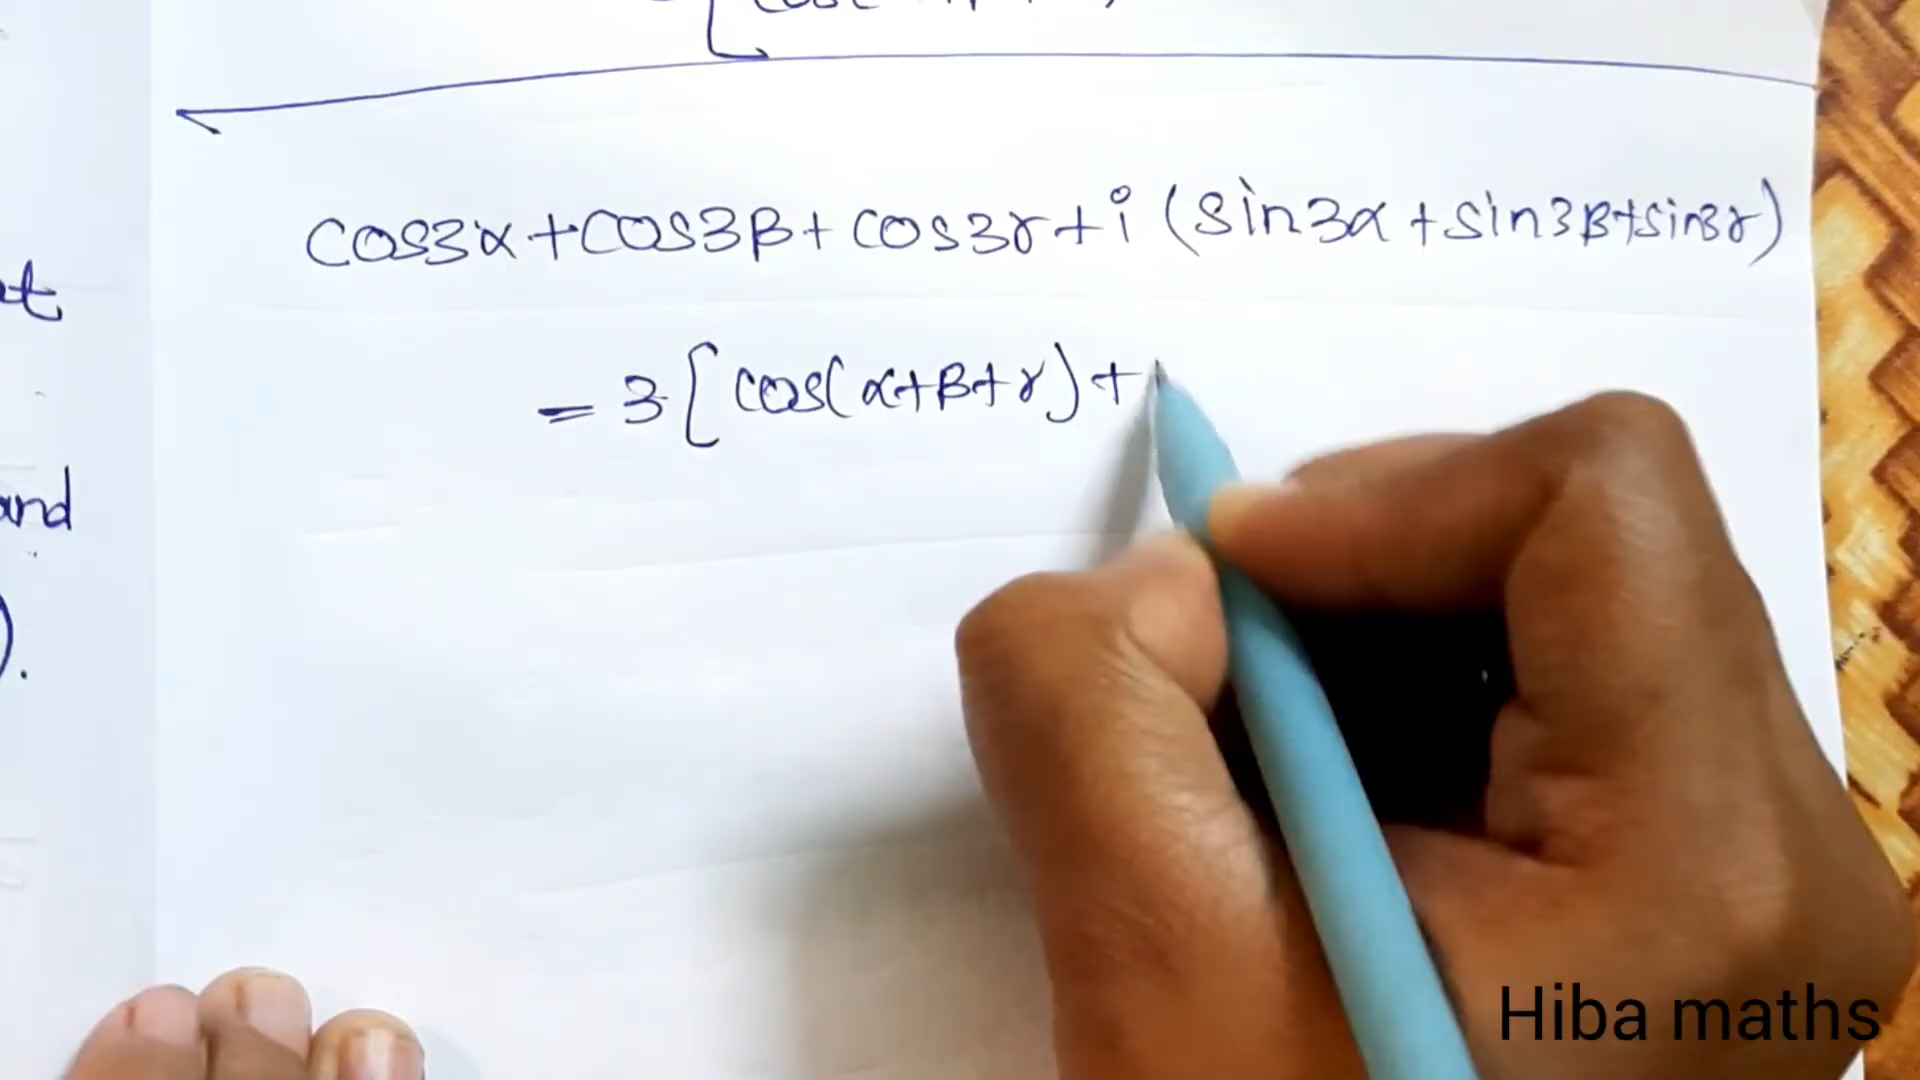 cos3α+cos3β+cos3γ+i(sin3α+sin3β+sin3γ)
= 3[cos(α+β+γ)+
t
and
).
Hiba maths